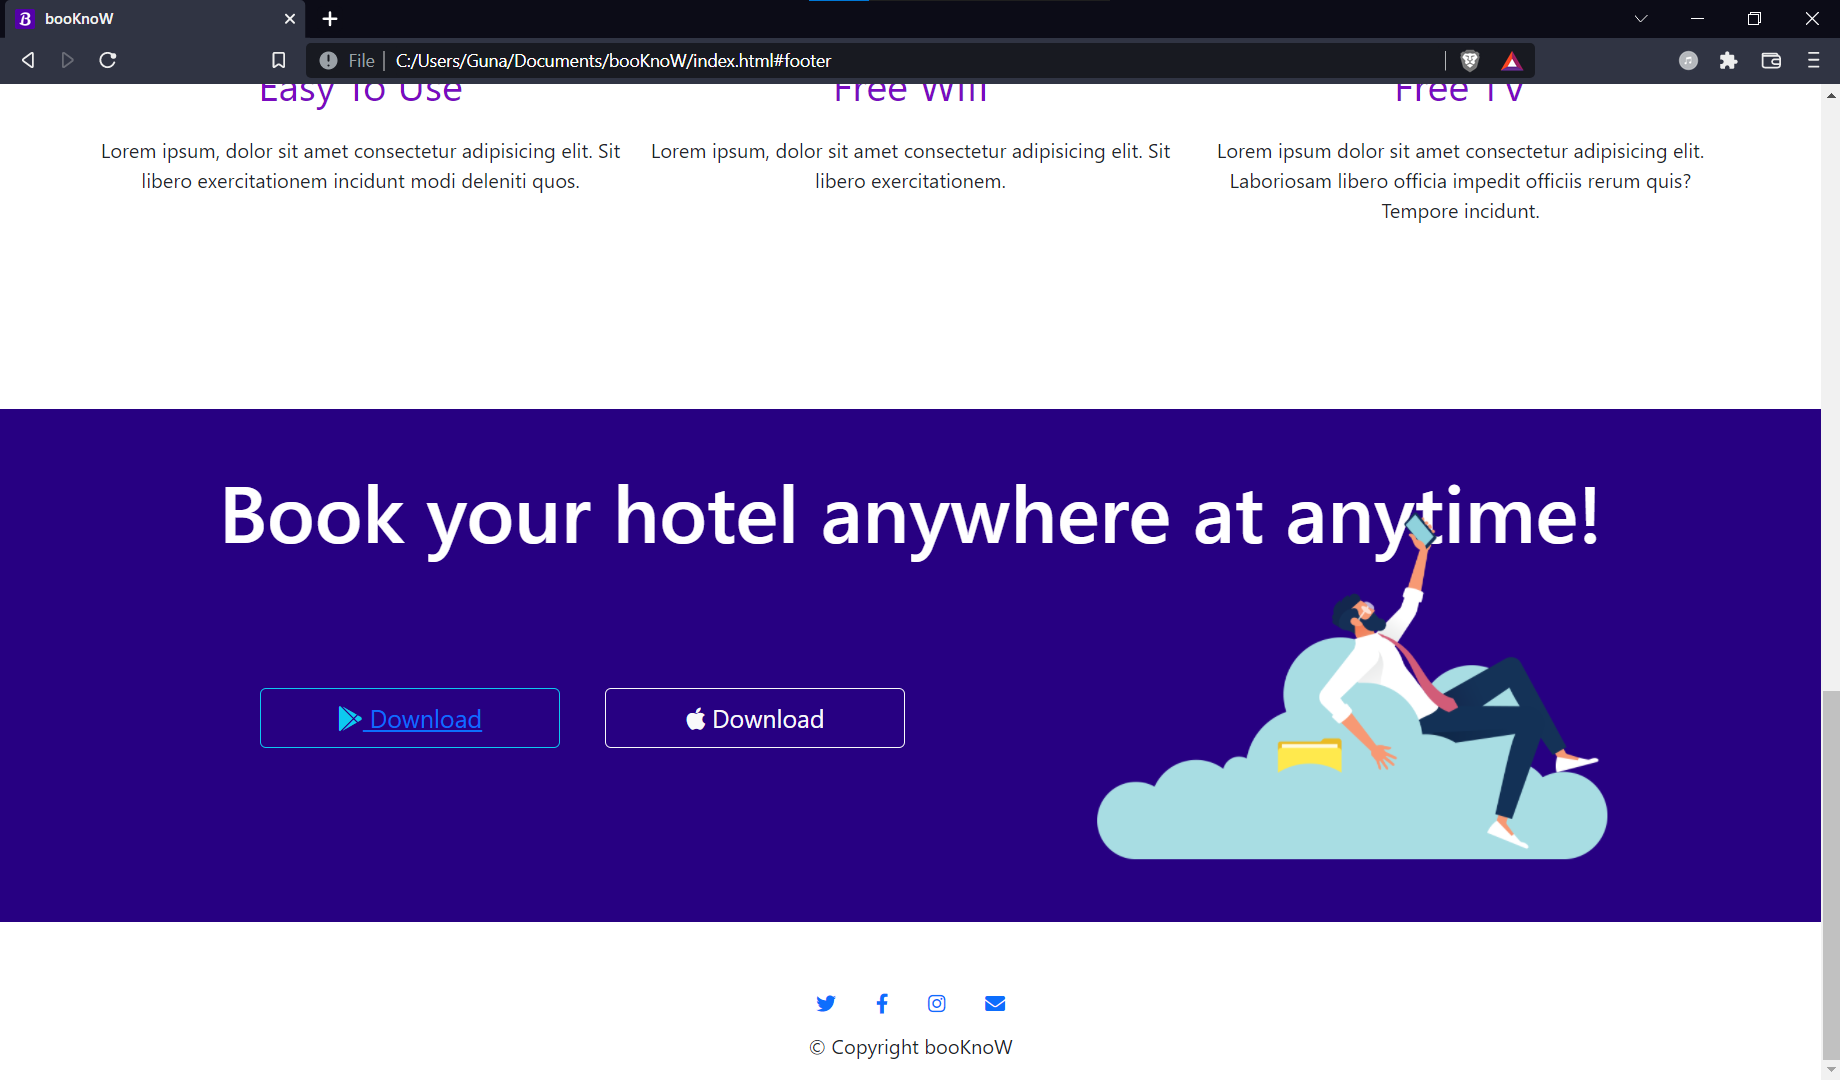 booKnoW
File
C:/Users/Guna/Documents/booKnoW/index.html#footer
Easy To Use
Free Wifi
Free TV
Lorem ipsum, dolor sit amet consectetur adipisicing elit. Sit
libero exercitationem incidunt modi deleniti quos.
Lorem ipsum, dolor sit amet consectetur adipisicing elit. Sit
libero exercitationem.
Lorem ipsum dolor sit amet consectetur adipisicing elit.
Laboriosam libero officia impedit officiis rerum quis?
Tempore incidunt.
Book your hotel anywhere at anytime!
Download
Download
© Copyright booKnoW